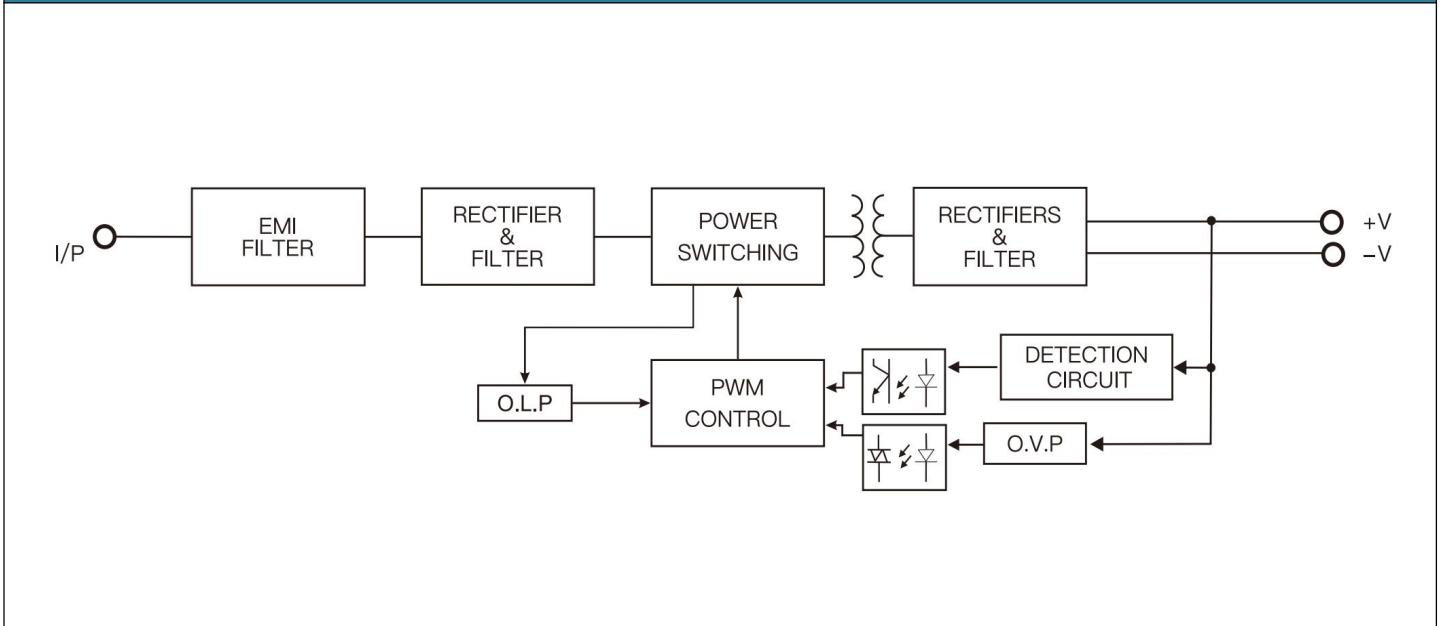 I/P
EMI
FILTER
RECTIFIER
&
FILTER
POWER
SWITCHING
RECTIFIERS
&
FILTER
+V
−V
O.L.P
PWM
CONTROL
DETECTION
CIRCUIT
O.V.P